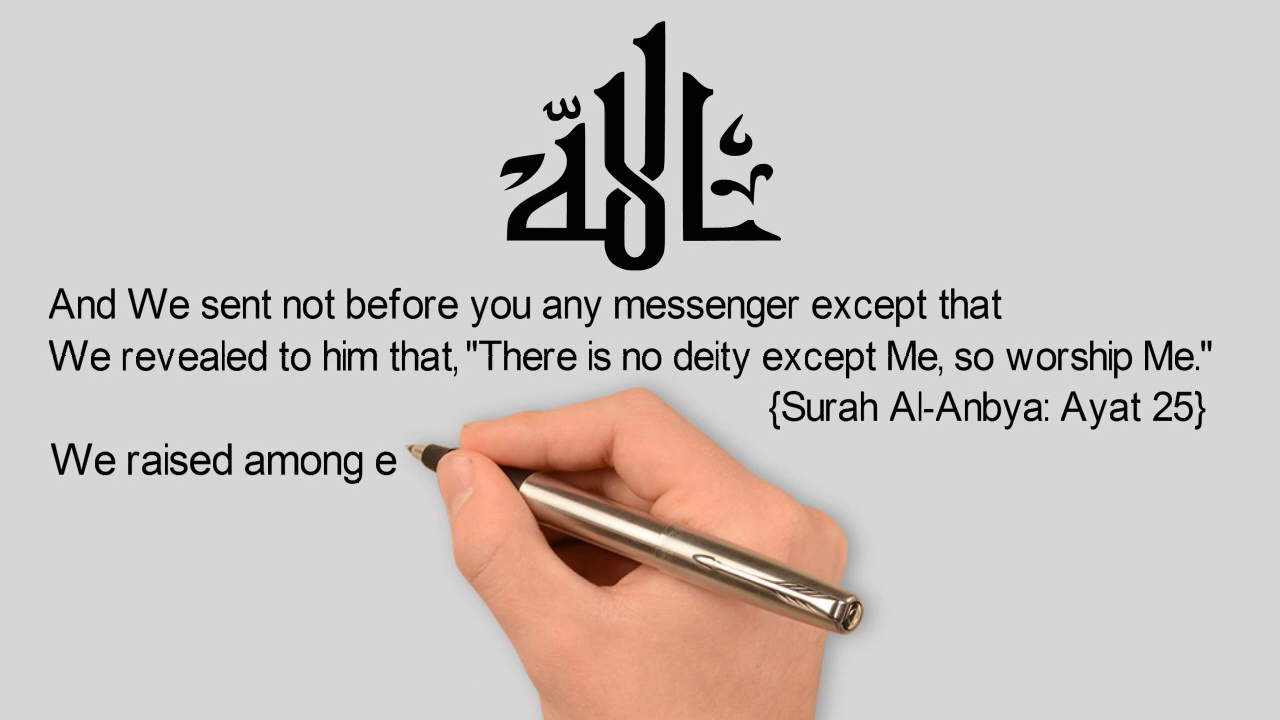 الله
And We sent not before you any messenger except that
We revealed to him that, "There is no deity except Me, so worship Me."
{Surah Al-Anbya: Ayat 25}
We raised among e